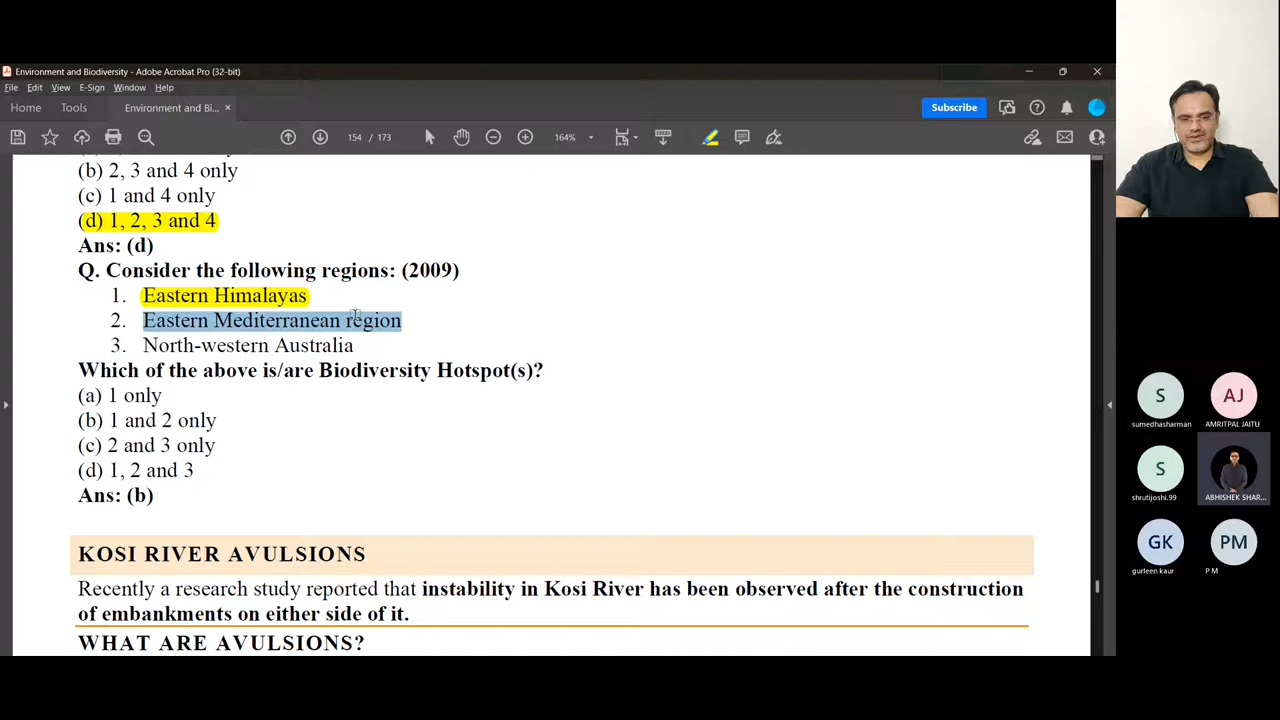 Environment and Biodiversity - Adobe Acrobat Pro (32-bit)
File Edit View E-Sign Window Help
Home Tools Environment and Bi... × Subscribe
154 / 173 164%
(b) 2, 3 and 4 only
(c) 1 and 4 only
(d) 1, 2, 3 and 4
Ans: (d)
Q. Consider the following regions: (2009)
1. Eastern Himalayas
2. Eastern Mediterranean region
3. North-western Australia
Which of the above is/are Biodiversity Hotspot(s)?
(a) 1 only
(b) 1 and 2 only
(c) 2 and 3 only
(d) 1, 2 and 3
Ans: (b)
KOSI RIVER AVULSIONS
Recently a research study reported that instability in Kosi River has been observed after the construction
of embankments on either side of it.
WHAT ARE AVULSIONS?
S AJ
sumedhasharman AMRITPAL JAITU
S
shrutijoshi.99 ABHISHEK SHAR...
GK PM
gurleen kaur P M